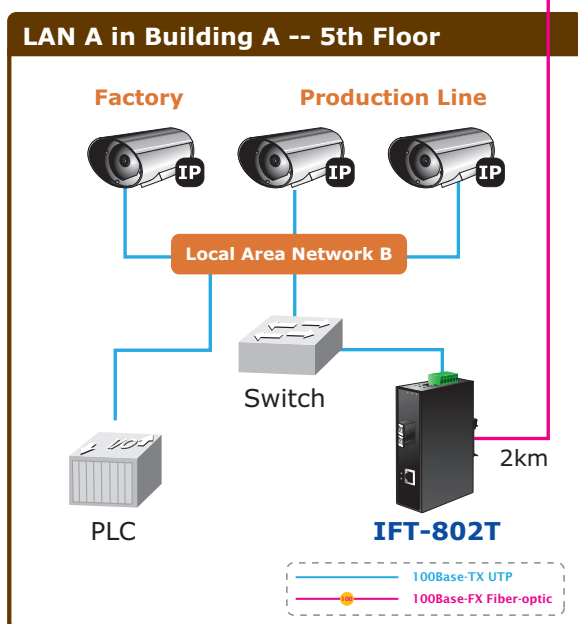 LAN A in Building A -- 5th Floor
Factory
Production Line
IP
IP
IP
Local Area Network B
Switch
I/O
2km
PLC
IFT-802T
100Base-TX UTP
100
100Base-FX Fiber-optic